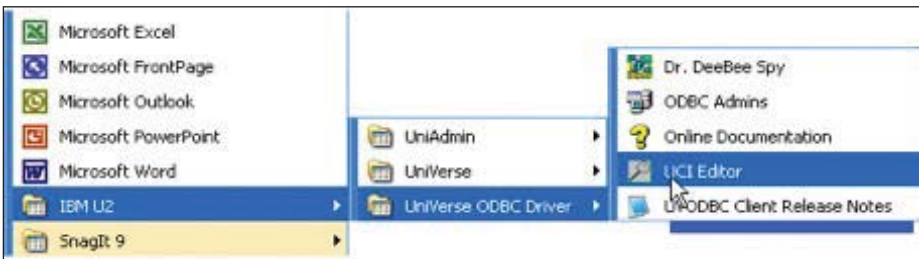 Microsoft Excel
Microsoft FrontPage
Microsoft Outlook
Microsoft PowerPoint
Microsoft Word
IBM U2
SnagIt 9
UniAdmin
UniVerse
UniVerse ODBC Driver
Dr. DeeBee Spy
ODBC Admins
Online Documentation
UCI Editor
ODBC Client Release Notes